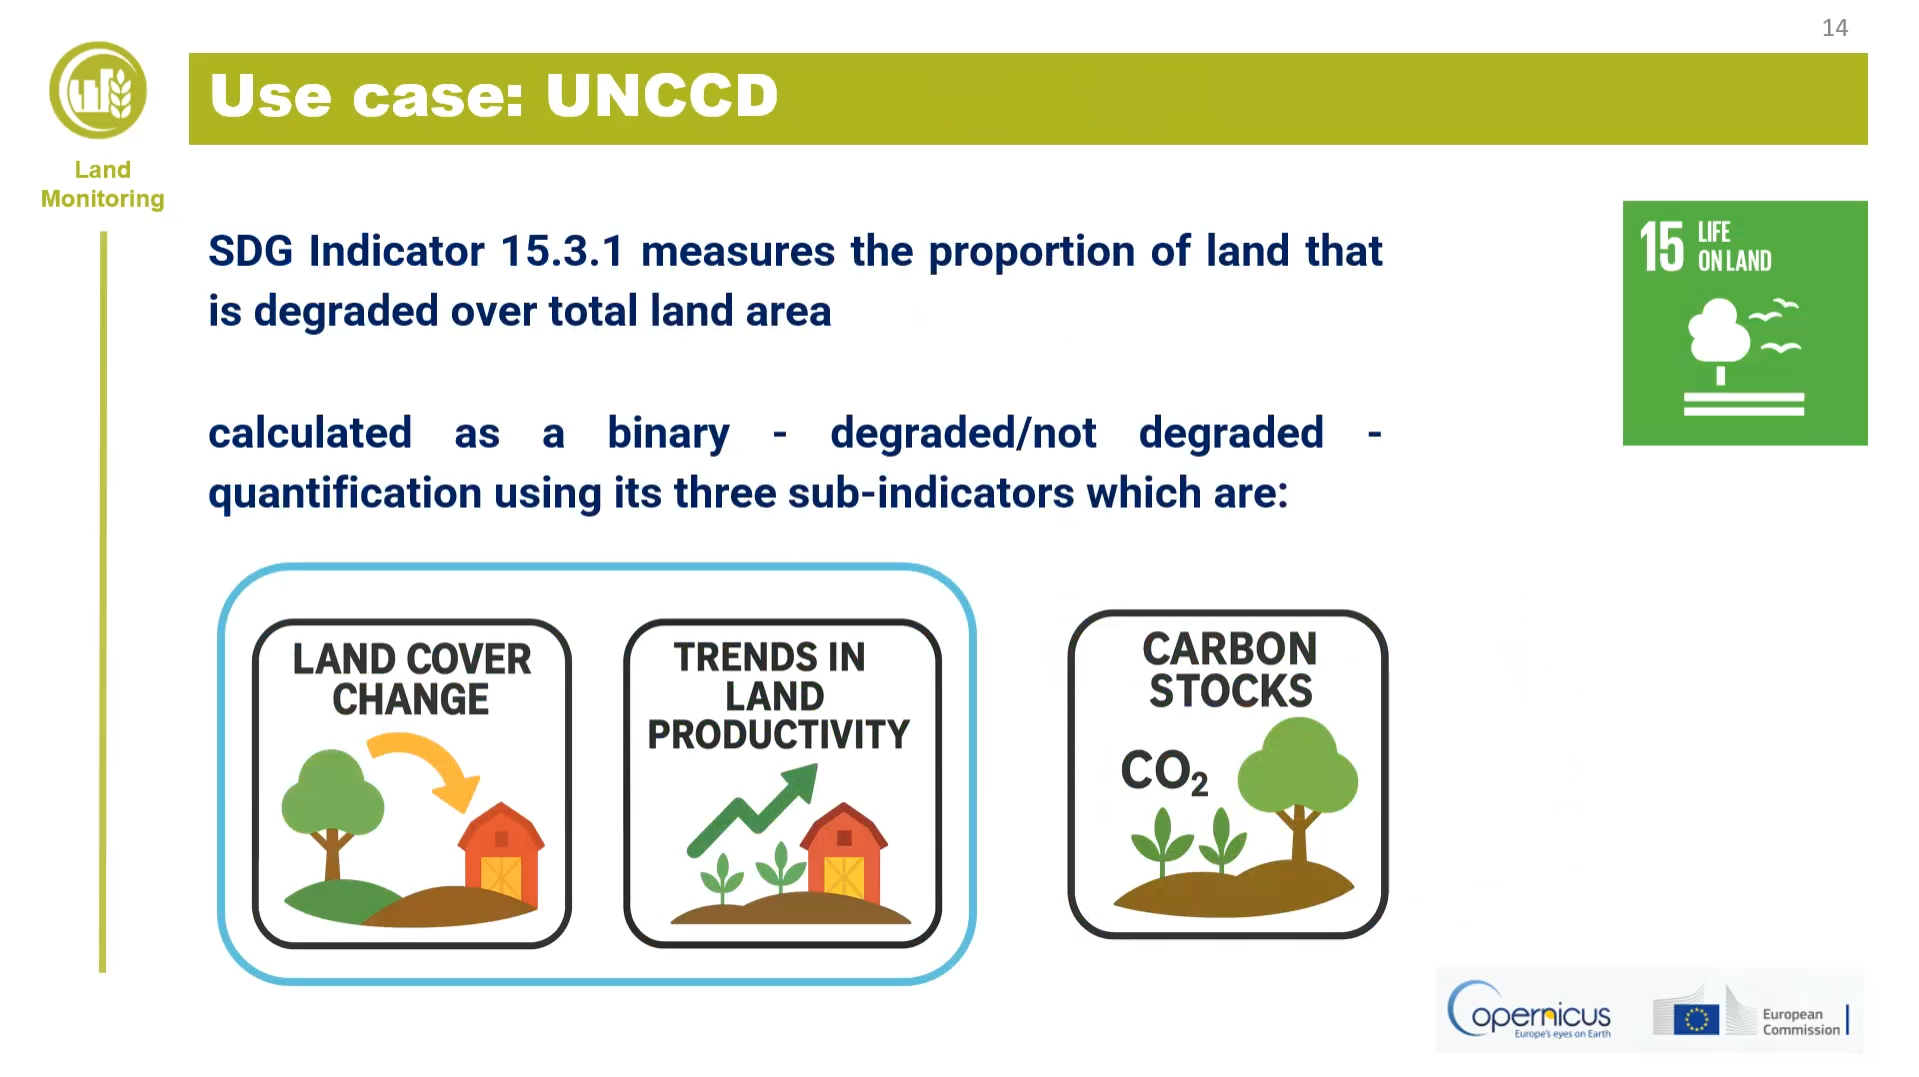 14
Use case: UNCCD
Land
Monitoring
SDG Indicator 15.3.1 measures the proportion of land that
is degraded over total land area
15 LIFE
ON LAND
calculated as a binary - degraded/not degraded -
quantification using its three sub-indicators which are:
LAND COVER
CHANGE
TRENDS IN
LAND
PRODUCTIVITY
CARBON
STOCKS
CO₂
opernicus
Europe's eyes on Earth
European
Commission